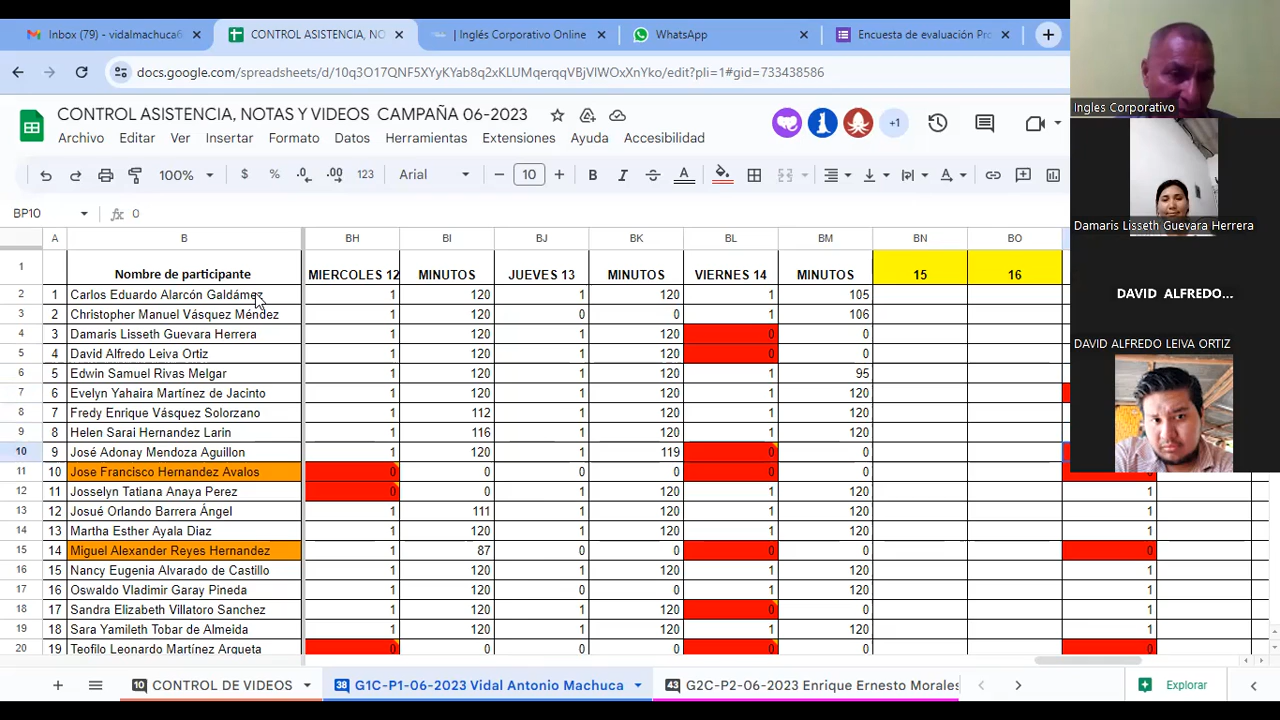 Inbox (79) - vidalmachuca6
CONTROL ASISTENCIA, NO
| Inglés Corporativo Online
WhatsApp
Encuesta de evaluación Pr
docs.google.com/spreadsheets/d/10q3O17QNF5XYyKYab8q2xKLUMqerqqVBjVIWOxXnYko/edit?pli=1#gid=733438586
CONTROL ASISTENCIA, NOTAS Y VIDEOS CAMPAÑA 06-2023
+1
Archivo Editar Ver Insertar Formato Datos Herramientas Extensiones Ayuda Accesibilidad
100% $ % .0 .00 123 Arial 10 B I S A
BP10 fx 0
A B BH BI BJ BK BL BM BN BO
1 Nombre de participante MIERCOLES 12 MINUTOS JUEVES 13 MINUTOS VIERNES 14 MINUTOS 15 16
2 1 Carlos Eduardo Alarcón Galdámez 1 120 1 120 1 105
3 2 Christopher Manuel Vásquez Méndez 1 120 0 0 1 106
4 3 Damaris Lisseth Guevara Herrera 1 120 1 120 0 0
5 4 David Alfredo Leiva Ortiz 1 120 1 120 0 0
6 5 Edwin Samuel Rivas Melgar 1 120 1 120 1 95
7 6 Evelyn Yahaira Martínez de Jacinto 1 120 1 120 1 120
8 7 Fredy Enrique Vásquez Solorzano 1 112 1 120 1 120
9 8 Helen Sarai Hernandez Larin 1 116 1 120 1 120
10 9 José Adonay Mendoza Aguillon 1 120 1 119 0 0
11 10 Jose Francisco Hernandez Avalos 0 0 0 0 0 0 0
12 11 Josselyn Tatiana Anaya Perez 0 0 1 120 1 120 1
13 12 Josué Orlando Barrera Ángel 1 111 1 120 1 120 1
14 13 Martha Esther Ayala Diaz 1 120 1 120 1 120 1
15 14 Miguel Alexander Reyes Hernandez 1 87 0 0 0 0 0
16 15 Nancy Eugenia Alvarado de Castillo 1 120 1 120 1 120 1
17 16 Oswaldo Vladimir Garay Pineda 1 120 0 0 1 120 1
18 17 Sandra Elizabeth Villatoro Sanchez 1 120 1 120 0 0 1
19 18 Sara Yamileth Tobar de Almeida 1 120 1 120 1 120 1
20 19 Teofilo Leonardo Martínez Arqueta 0 0 0 0 0 0 0
10 CONTROL DE VIDEOS
38 G1C-P1-06-2023 Vidal Antonio Machuca
43 G2C-P2-06-2023 Enrique Ernesto Morales
Explorar
Ingles Corporativo
Damaris Lisseth Guevara Herrera
DAVID ALFREDO...
DAVID ALFREDO LEIVA ORTIZ